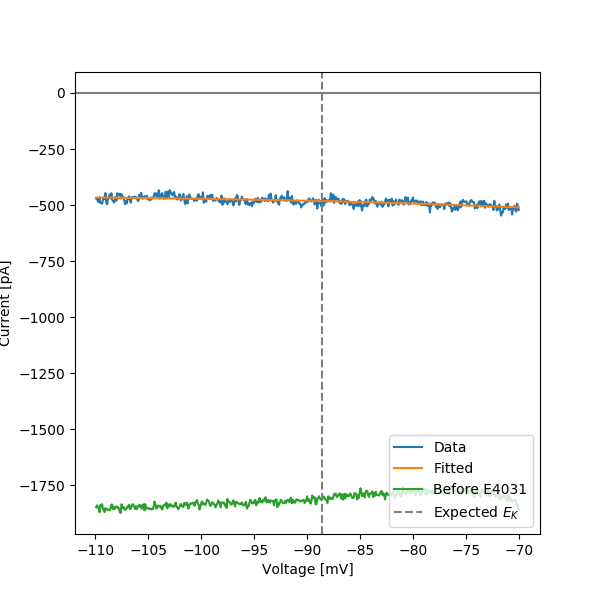 0
−250
−500
−750
−1000
−1250
−1500
−1750
Current [pA]
Data
Fitted
Before E4031
Expected E_K
−110
−105
−100
−95
−90
−85
−80
−75
−70
Voltage [mV]